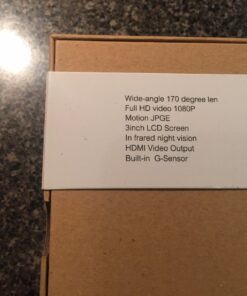 Wide-angle 170 degree len
Full HD video 1080P
Motion JPGE
3inch LCD Screen
In frared night vision
HDMI Video Output
Built-in G-Sensor